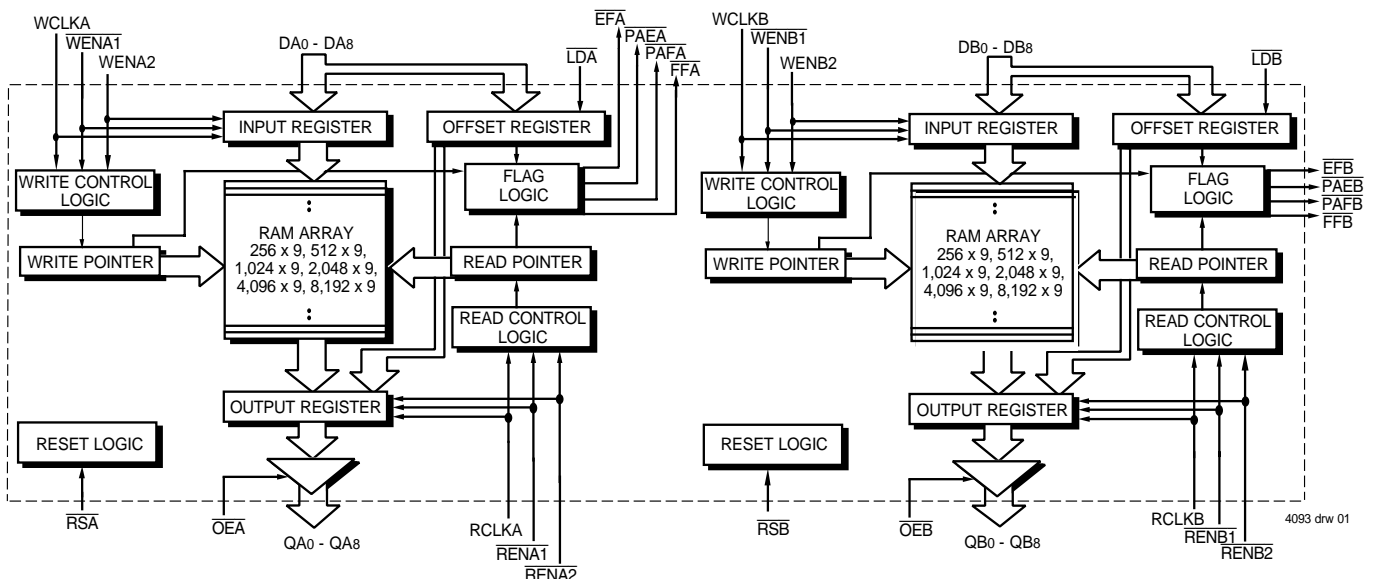 WCLKA
WENA1
WENA2
DA0 - DA8
LDA
EFA
PAEA
PAFA
FFA
INPUT REGISTER
OFFSET REGISTER
WRITE CONTROL
LOGIC
FLAG
LOGIC
WRITE POINTER
RAM ARRAY
256 x 9, 512 x 9,
1,024 x 9, 2,048 x 9,
4,096 x 9, 8,192 x 9
READ POINTER
READ CONTROL
LOGIC
OUTPUT REGISTER
RESET LOGIC
RSA
OEA
QA0 - QA8
RCLKA
RENA1
RENA2
WCLKB
WENB1
WENB2
DB0 - DB8
LDB
INPUT REGISTER
OFFSET REGISTER
WRITE CONTROL
LOGIC
FLAG
LOGIC
EFB
PAEB
PAFB
FFB
WRITE POINTER
RAM ARRAY
256 x 9, 512 x 9,
1,024 x 9, 2,048 x 9,
4,096 x 9, 8,192 x 9
READ POINTER
READ CONTROL
LOGIC
OUTPUT REGISTER
RESET LOGIC
RSB
OEB
QB0 - QB8
RCLKB
RENB1
RENB2
4093 drw 01